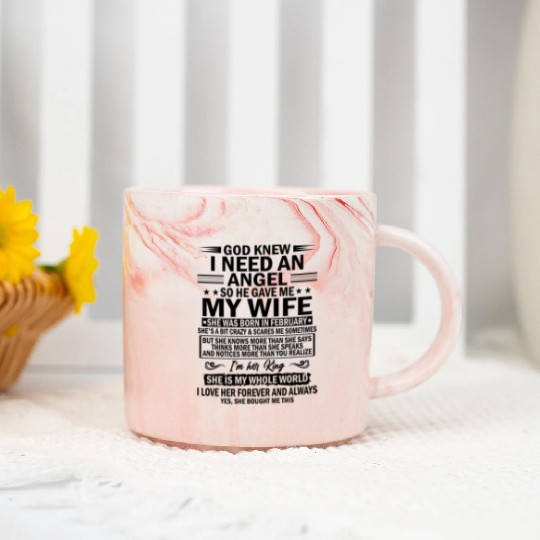 GOD KNEW
I NEED AN
ANGEL
SO HE GAVE ME
MY WIFE
SHE WAS BORN IN FEBRUARY
SHE'S A BIT CRAZY & SCARES ME SOMETIMES
BUT SHE KNOWS MORE THAN SHE SAYS
THINKS MORE THAN SHE SPEAKS
AND NOTICES MORE THAN YOU REALIZE
I'm her King
SHE IS MY WHOLE WORLD
I LOVE HER FOREVER AND ALWAYS
YES, SHE BOUGHT ME THIS